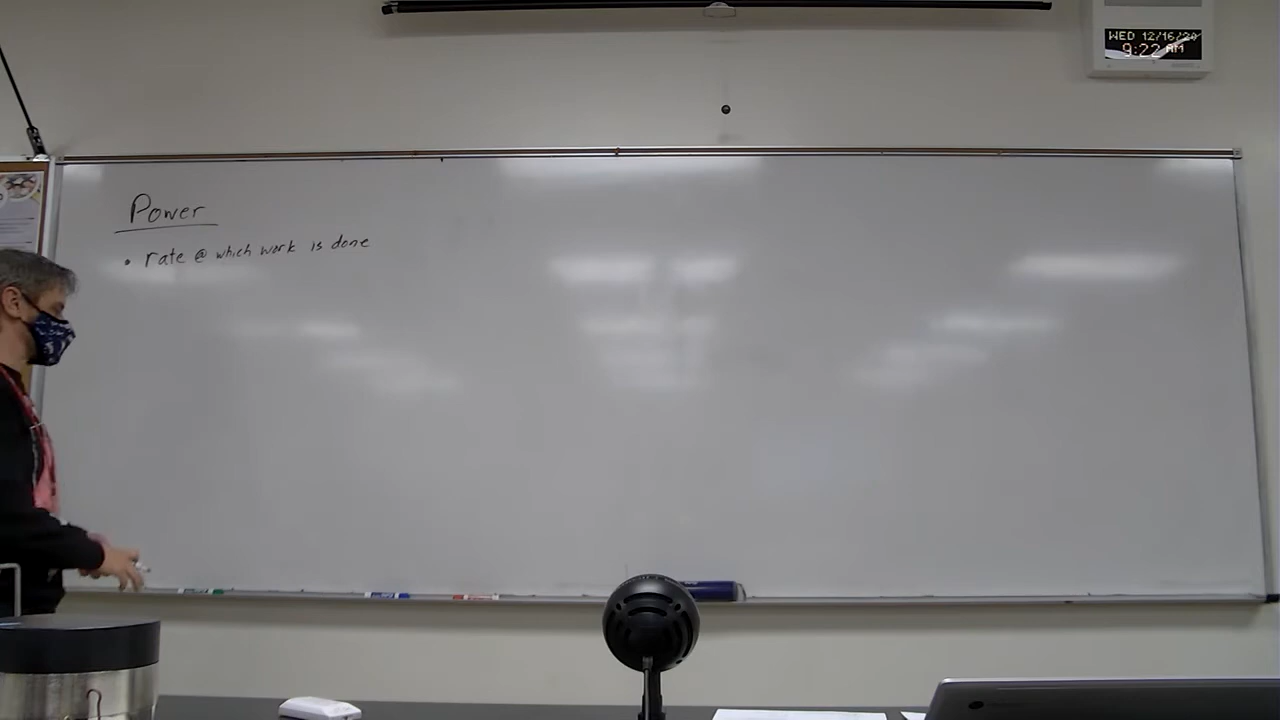 WED 12/16/20
9:22 AM
Power
• rate @ which work is done